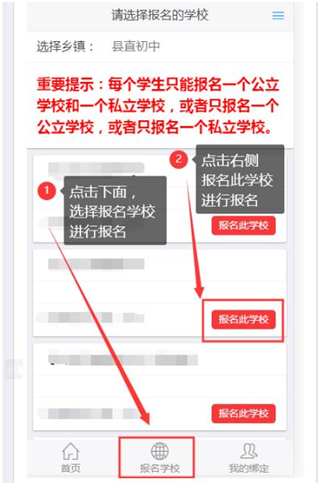 请选择报名的学校
选择乡镇： 县直初中
重要提示：每个学生只能报名一个公立
学校和一个私立学校，或者只报名一个
公立学校，或者只报名一个私立学校。
1
点击下面，
选择报名学校
进行报名
2
点击右侧
报名此学校
进行报名
报名此学校
报名此学校
报名此学校
首页 报名学校 我的绑定